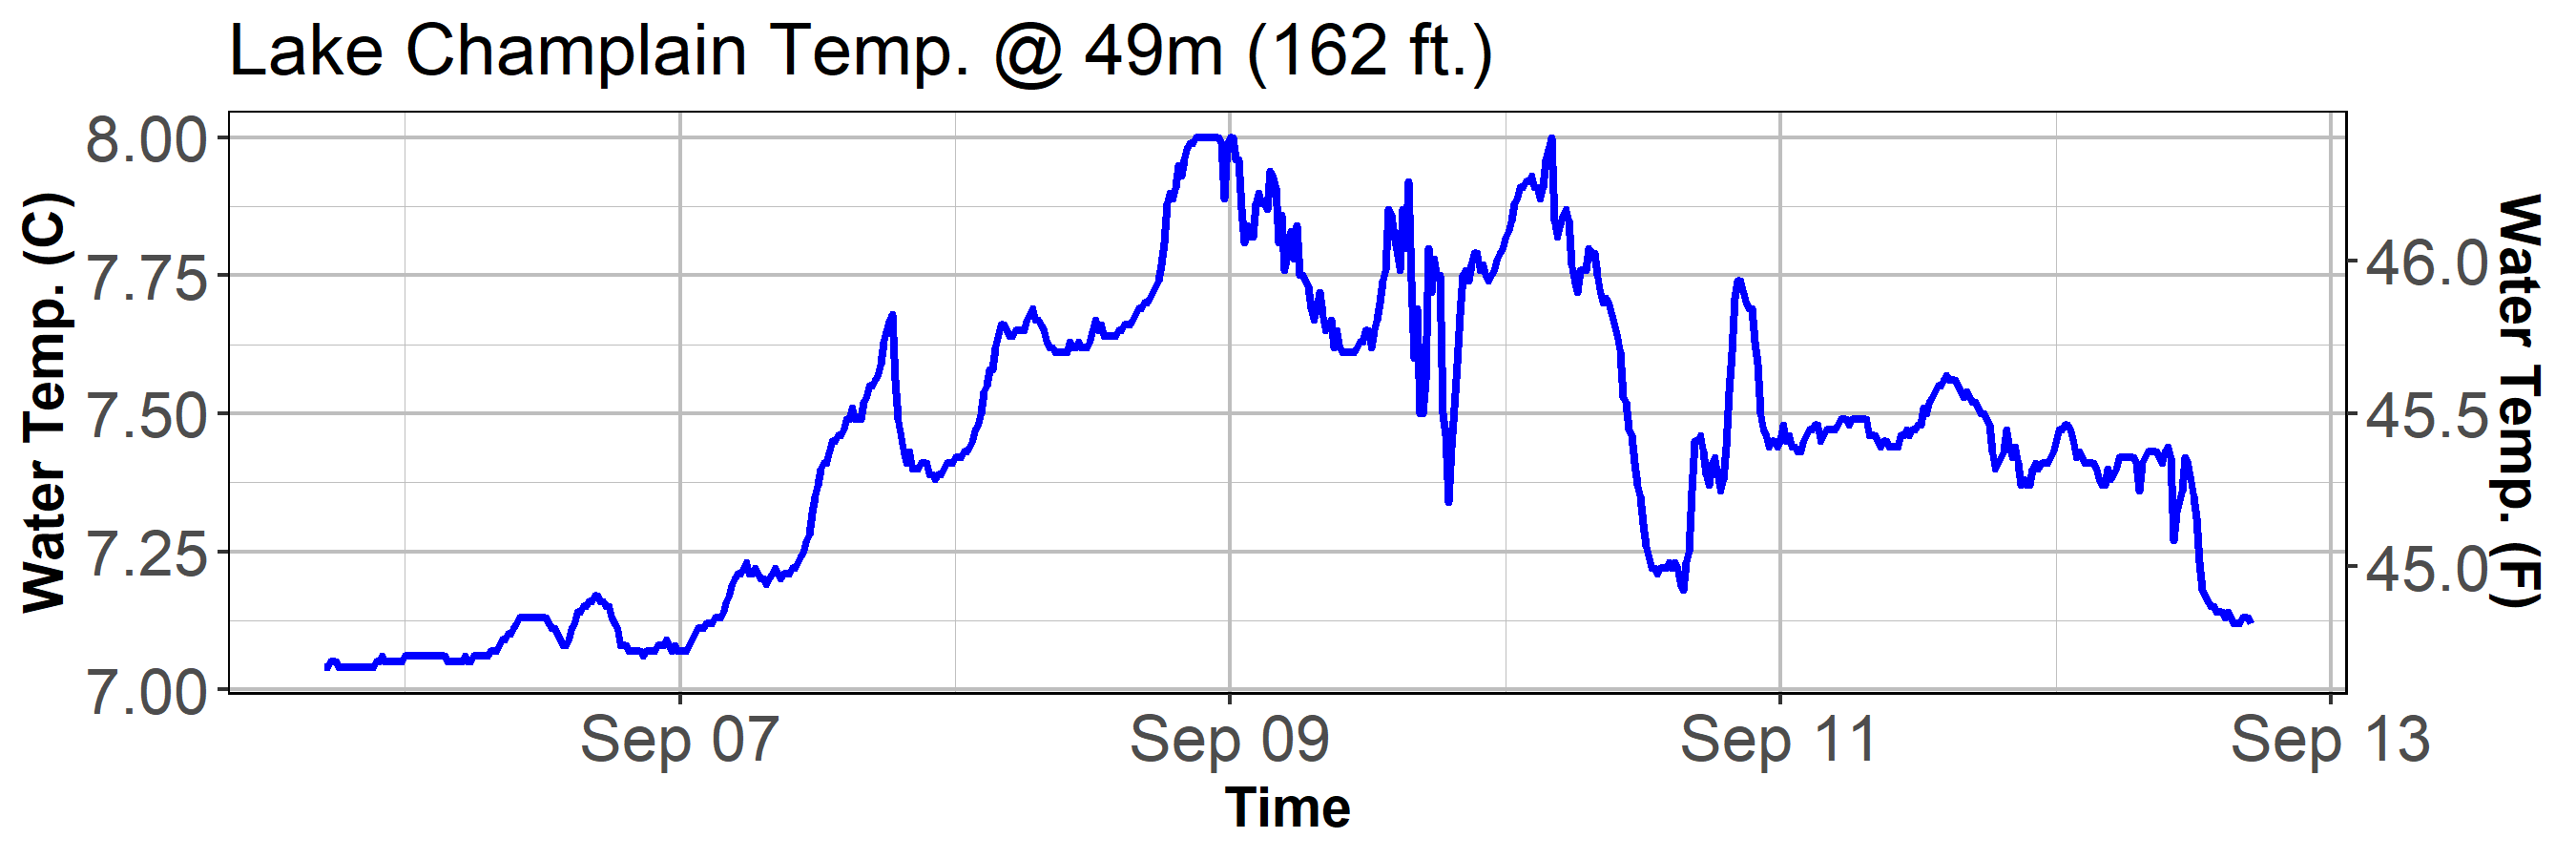 Lake Champlain Temp. @ 49m (162 ft.)
Water Temp. (C)
8.00
7.75
7.50
7.25
7.00
46.0
45.5
45.0
Water Temp. (F)
Sep 07
Sep 09
Sep 11
Sep 13
Time